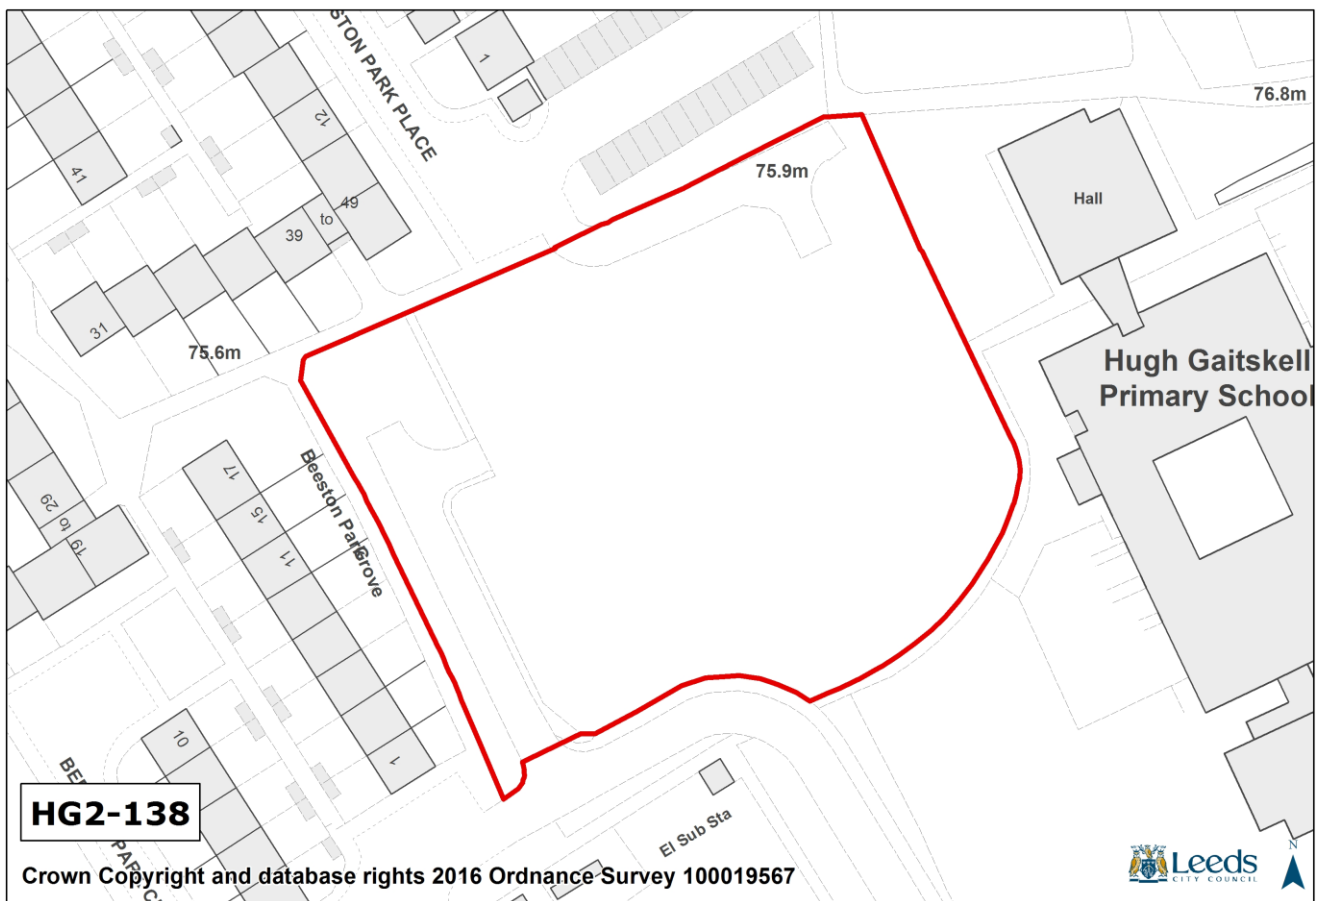 STON PARK PLACE
1
76.8m
12
41
75.9m
49
to
39
Hall
31
75.6m
Hugh Gaitskell
Primary School
17
29
to
19
15
11
Beeston Park
Grove
10
1
HG2-138
El Sub Sta
Crown Copyright and database rights 2016 Ordnance Survey 100019567
Leeds
CITY COUNCIL
N